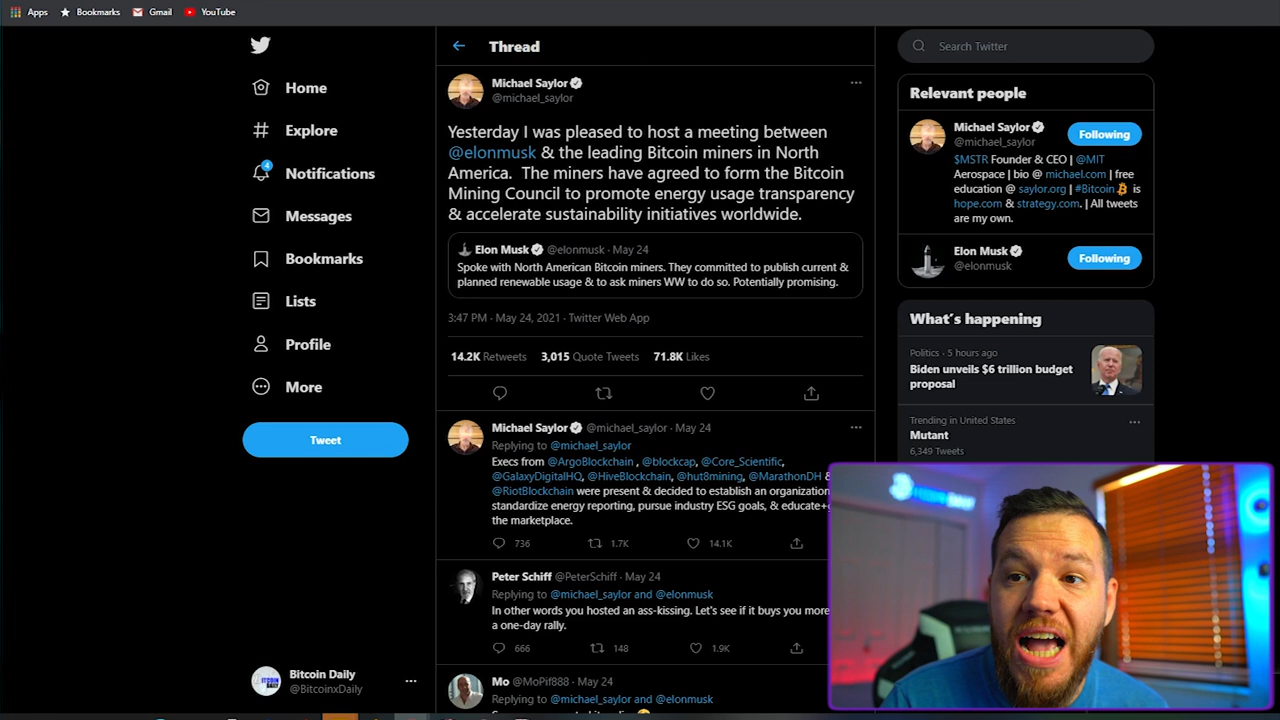 Apps Bookmarks Gmail YouTube
Home
Explore
4
Notifications
Messages
Bookmarks
Lists
Profile
More
Tweet
Bitcoin Daily
@BitcoinxDaily
Thread
Michael Saylor
@michael_saylor
Yesterday I was pleased to host a meeting between
@elonmusk & the leading Bitcoin miners in North
America. The miners have agreed to form the Bitcoin
Mining Council to promote energy usage transparency
& accelerate sustainability initiatives worldwide.
Elon Musk @elonmusk · May 24
Spoke with North American Bitcoin miners. They committed to publish current &
planned renewable usage & to ask miners WW to do so. Potentially promising.
3:47 PM · May 24, 2021 · Twitter Web App
14.2K Retweets 3,015 Quote Tweets 71.8K Likes
Michael Saylor @michael_saylor · May 24
Replying to @michael_saylor
Execs from @ArgoBlockchain , @blockcap, @Core_Scientific,
@GalaxyDigitalHQ, @HiveBlockchain, @hut8mining, @MarathonDH &
@RiotBlockchain were present & decided to establish an organization
standardize energy reporting, pursue industry ESG goals, & educate+
the marketplace.
736 1.7K 14.1K
Peter Schiff @PeterSchiff · May 24
Replying to @michael_saylor and @elonmusk
In other words you hosted an ass-kissing. Let's see if it buys you more
a one-day rally.
666 148 1.9K
Mo @MoPif888 · May 24
Replying to @michael_saylor and @elonmusk
Search Twitter
Relevant people
Michael Saylor
@michael_saylor
Following
$MSTR Founder & CEO | @MIT
Aerospace | bio @ michael.com | free
education @ saylor.org | #Bitcoin is
hope.com & strategy.com. | All tweets
are my own.
Elon Musk
@elonmusk
Following
What's happening
Politics · 5 hours ago
Biden unveils $6 trillion budget
proposal
Trending in United States
Mutant
6,349 Tweets